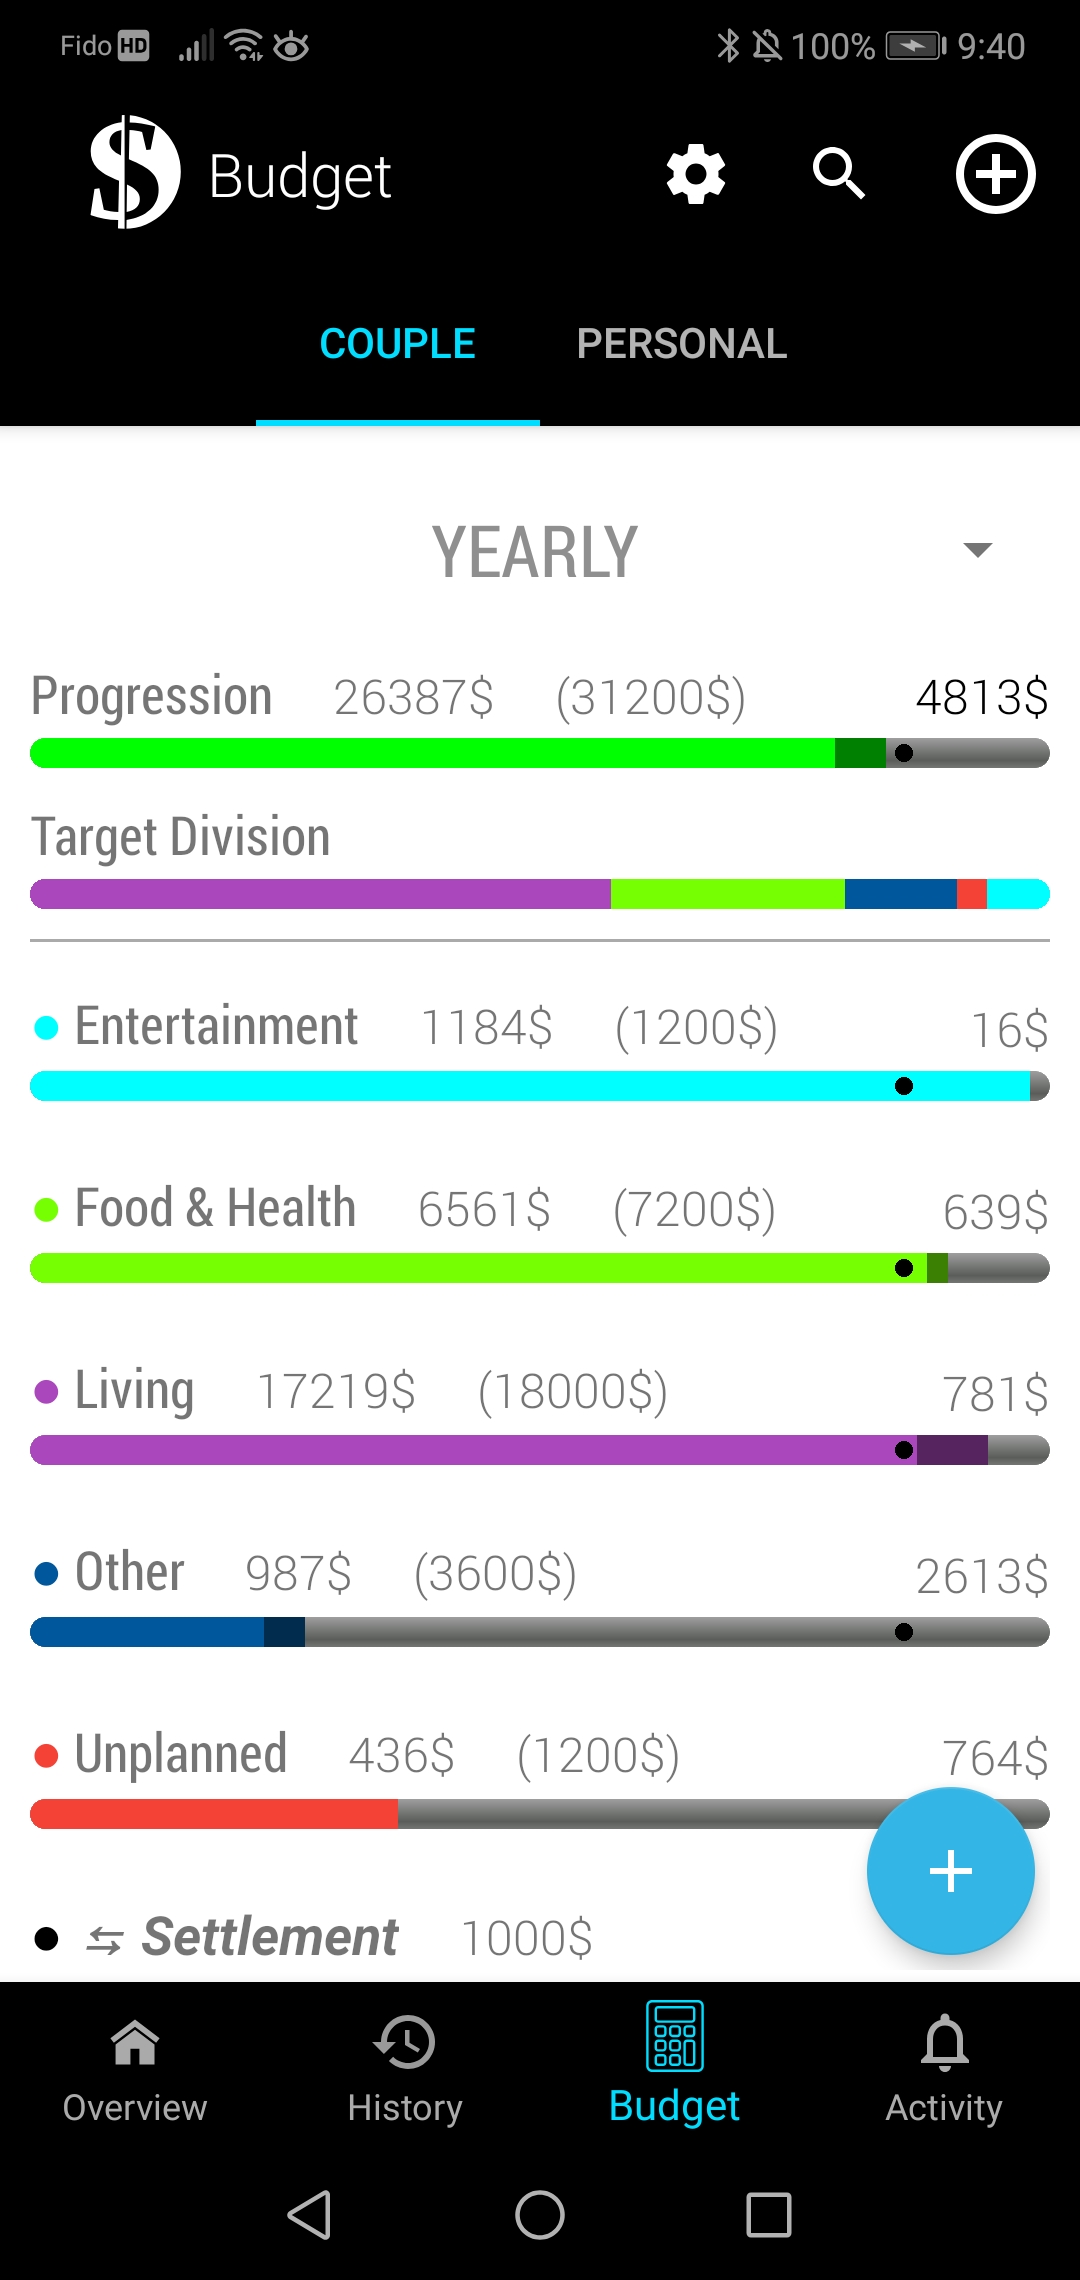 Fido HD 100% 9:40
$ Budget
COUPLE PERSONAL
YEARLY
Progression 26387$ (31200$) 4813$
Target Division
Entertainment 1184$ (1200$) 16$
Food & Health 6561$ (7200$) 639$
Living 17219$ (18000$) 781$
Other 987$ (3600$) 2613$
Unplanned 436$ (1200$) 764$
Settlement 1000$
Overview History Budget Activity